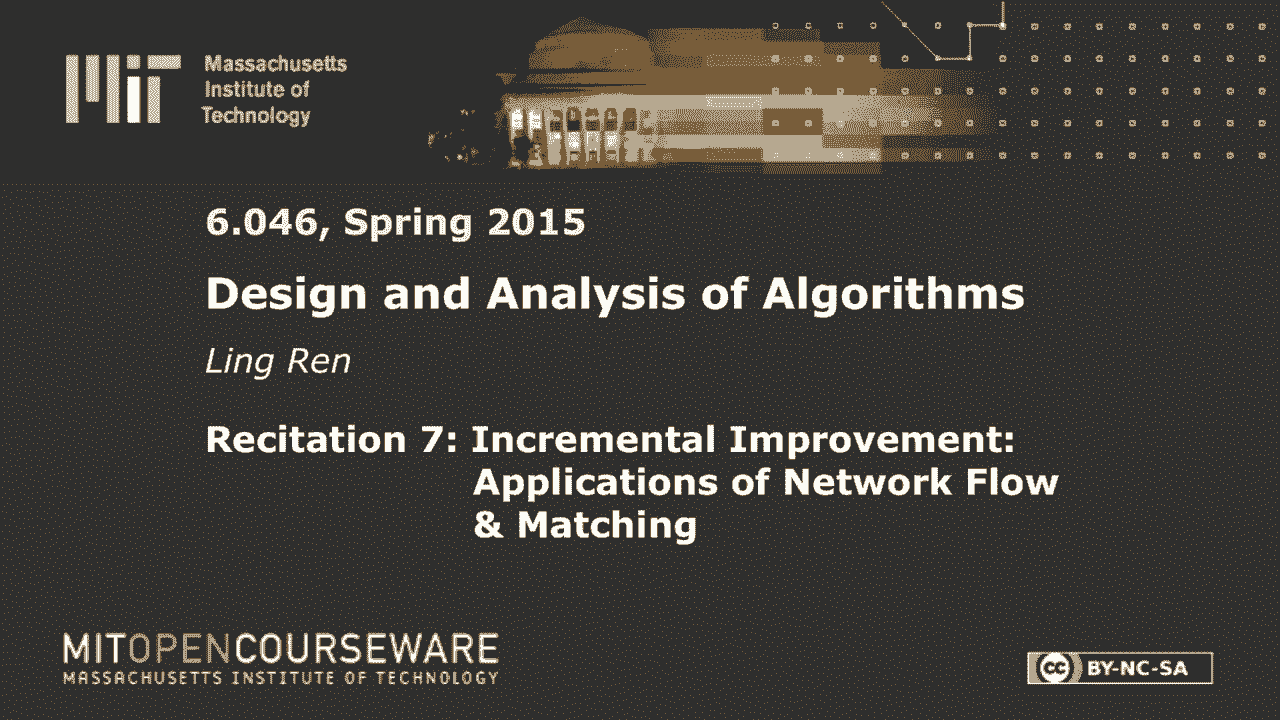 MIT
Massachusetts
Institute of
Technology
6.046, Spring 2015
Design and Analysis of Algorithms
Ling Ren
Recitation 7: Incremental Improvement:
Applications of Network Flow
& Matching
MITOPENCOURSEWARE
MASSACHUSETTS INSTITUTE OF TECHNOLOGY
cc BY-NC-SA